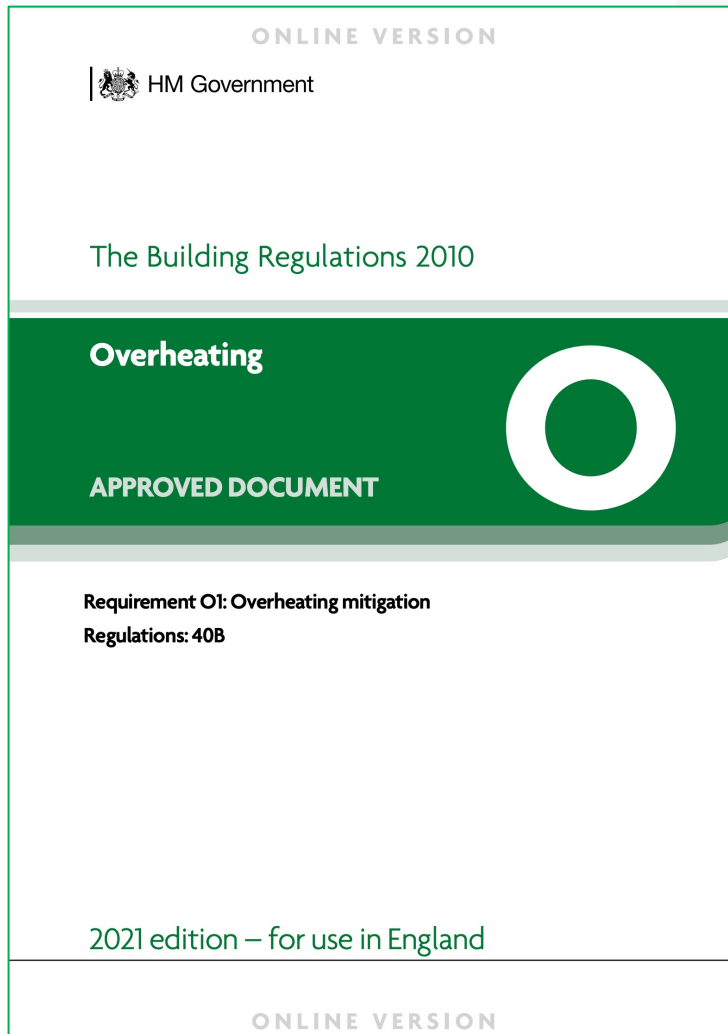 ONLINE VERSION
HM Government
The Building Regulations 2010
Overheating
O
APPROVED DOCUMENT
Requirement O1: Overheating mitigation
Regulations: 40B
2021 edition – for use in England
ONLINE VERSION